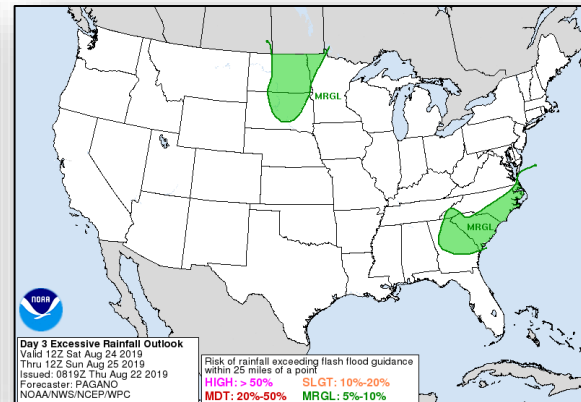 MRGL
MRGL
NOAA
Day 3 Excessive Rainfall Outlook
Valid 12Z Sat Aug 24 2019
Thru 12Z Sun Aug 25 2019
Issued: 0819Z Thu Aug 22 2019
Forecaster: PAGANO
NOAA/NWS/NCEP/WPC
Risk of rainfall exceeding flash flood guidance
within 25 miles of a point
HIGH: > 50% SLGT: 10%-20%
MDT: 20%-50% MRGL: 5%-10%